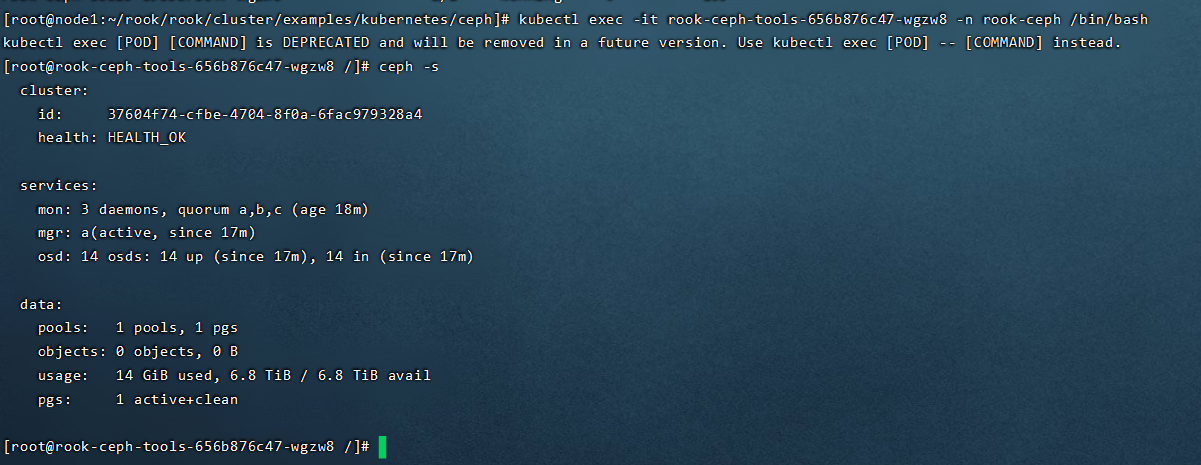 [root@node1:~/rook/rook/cluster/examples/kubernetes/ceph]# kubectl exec -it rook-ceph-tools-656b876c47-wgzw8 -n rook-ceph /bin/bash
kubectl exec [POD] [COMMAND] is DEPRECATED and will be removed in a future version. Use kubectl exec [POD] -- [COMMAND] instead.
[root@rook-ceph-tools-656b876c47-wgzw8 /]# ceph -s
  cluster:
    id:     37604f74-cfbe-4704-8f0a-6fac979328a4
    health: HEALTH_OK

  services:
    mon: 3 daemons, quorum a,b,c (age 18m)
    mgr: a(active, since 17m)
    osd: 14 osds: 14 up (since 17m), 14 in (since 17m)

  data:
    pools:   1 pools, 1 pgs
    objects: 0 objects, 0 B
    usage:   14 GiB used, 6.8 TiB / 6.8 TiB avail
    pgs:     1 active+clean

[root@rook-ceph-tools-656b876c47-wgzw8 /]#